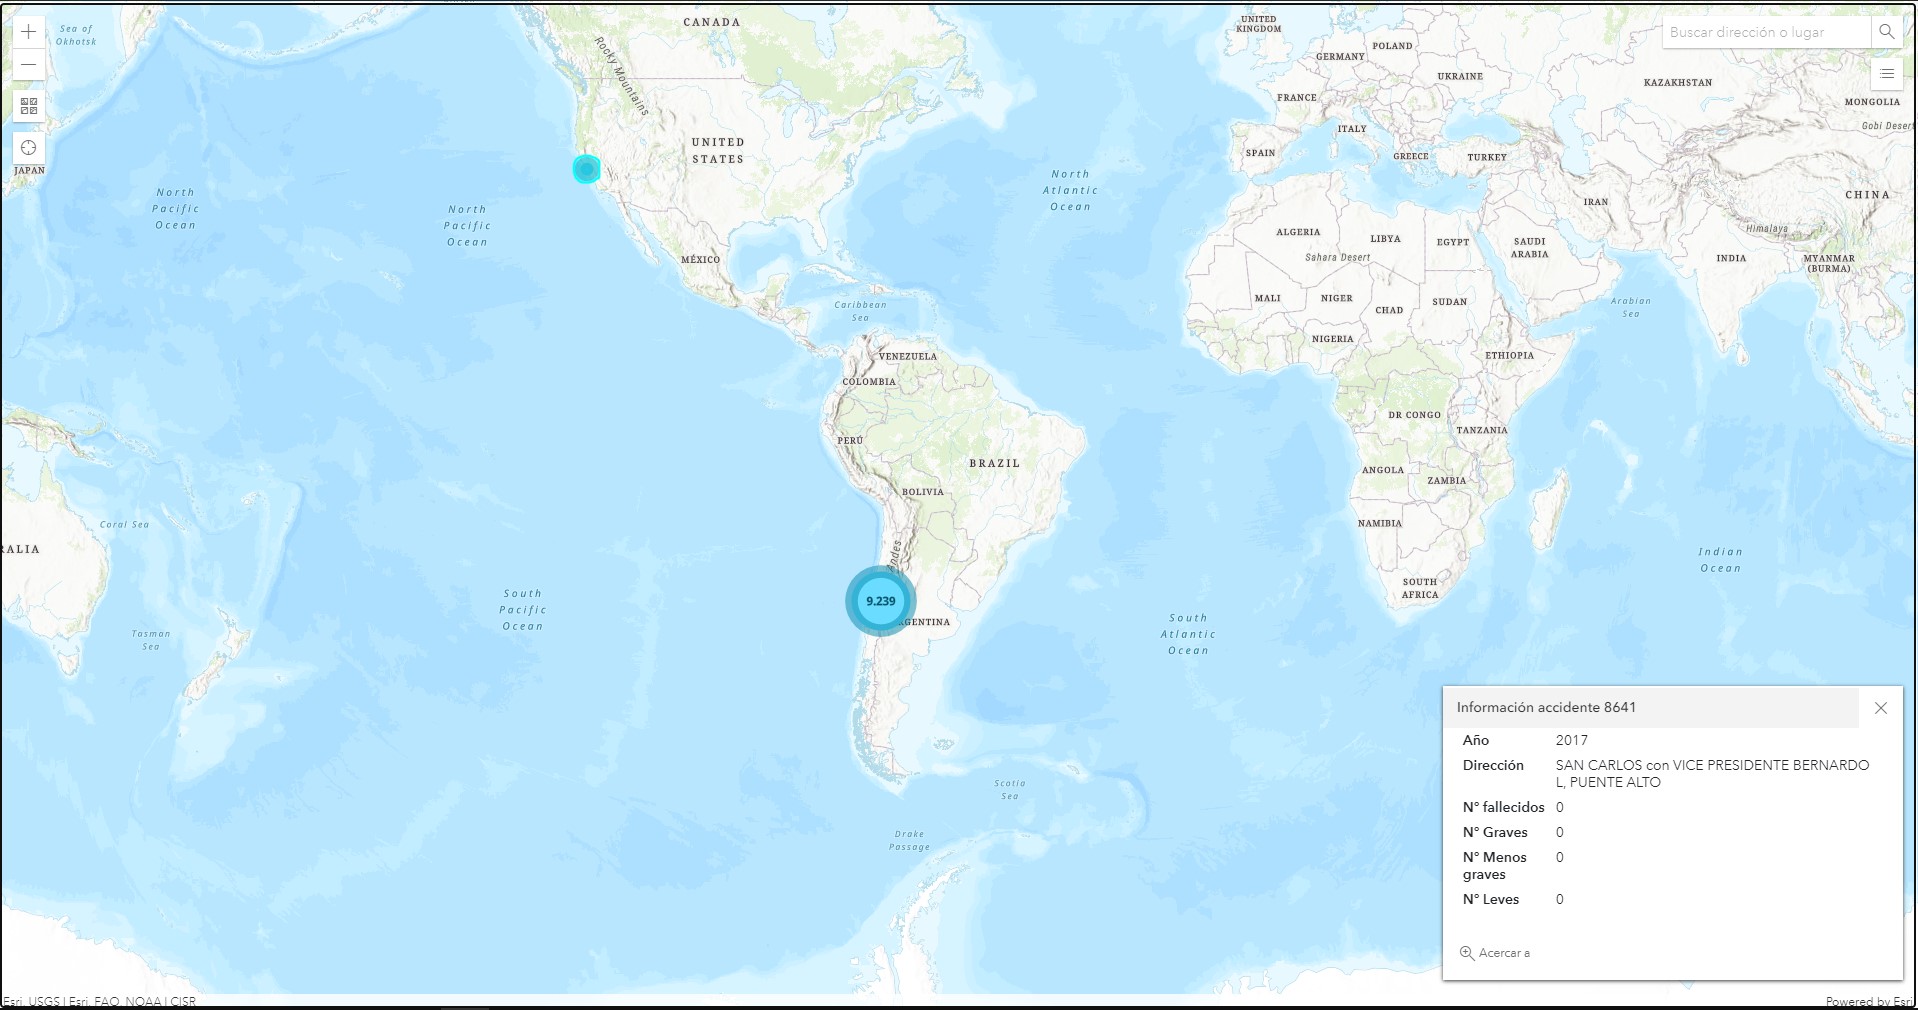 CANADA
Sea of
Okhotsk
UNITED
KINGDOM
POLAND
GERMANY
UKRAINE
KAZAKHSTAN
FRANCE
MONGOLIA
Gobi Desert
Buscar dirección o lugar
Rocky Mountains
ITALY
UNITED
STATES
SPAIN
GREECE
TURKEY
JAPAN
North
Pacific
Ocean
North
Pacific
Ocean
North
Atlantic
Ocean
IRAN
CHINA
Himalaya
ALGERIA
LIBYA
EGYPT
SAUDI
ARABIA
Sahara Desert
MÉXICO
INDIA
MYANMAR
(BURMA)
MALI
NIGER
CHAD
SUDAN
Arabian
Sea
Caribbean
Sea
NIGERIA
ETHIOPIA
VENEZUELA
COLOMBIA
DR CONGO
TANZANIA
PERÚ
BRAZIL
ANGOLA
ZAMBIA
BOLIVIA
NAMIBIA
Coral Sea
RALIA
Andes
Indian
Ocean
SOUTH
AFRICA
South
Pacific
Ocean
9.239
RGENTINA
South
Atlantic
Ocean
Tasman
Sea
Scotia
Sea
Drake
Passage
Información accidente 8641
Año 2017
Dirección SAN CARLOS con VICE PRESIDENTE BERNARDO
L, PUENTE ALTO
N° fallecidos 0
N° Graves 0
N° Menos 0
graves
N° Leves 0
Acercar a
Esri, USGS | Esri, FAO, NOAA | CISR
Powered by Esri